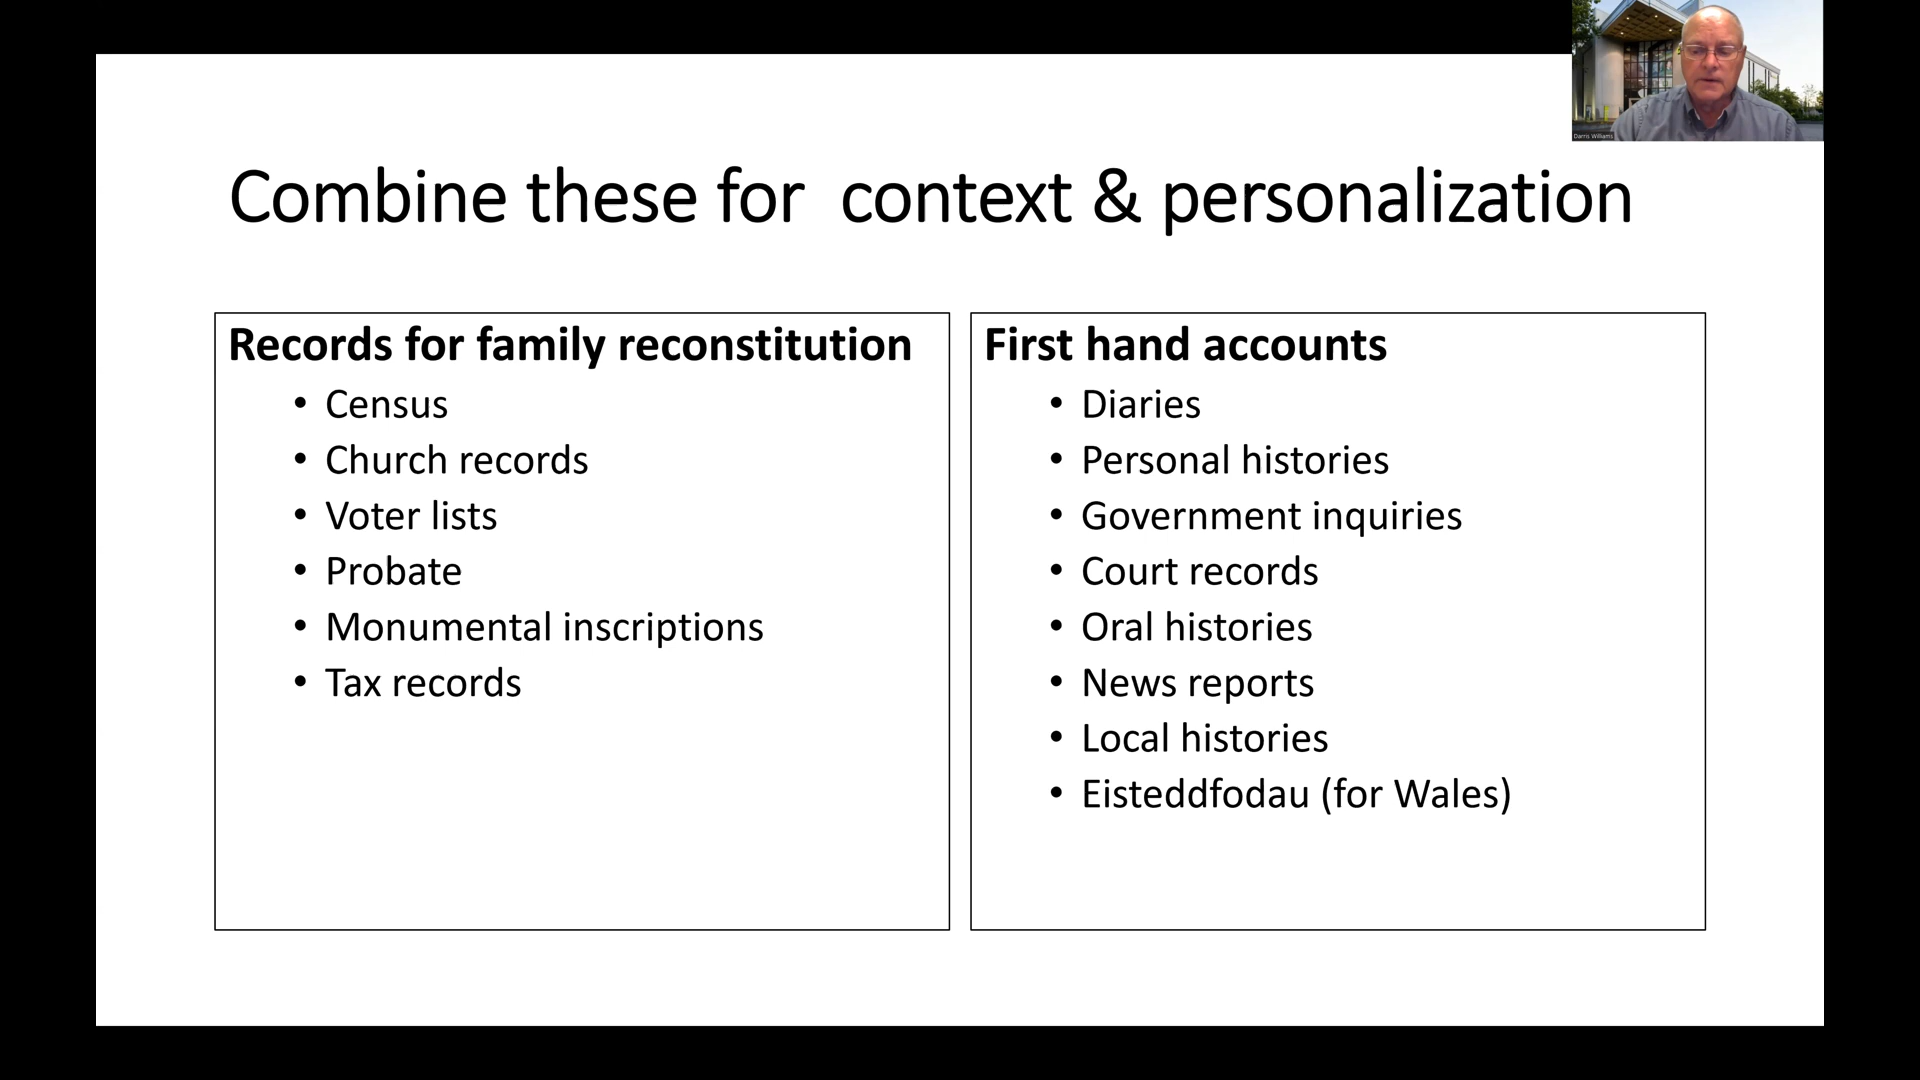 Darris Williams
Combine these for  context & personalization
Records for family reconstitution
• Census
• Church records
• Voter lists
• Probate
• Monumental inscriptions
• Tax records
First hand accounts
• Diaries
• Personal histories
• Government inquiries
• Court records
• Oral histories
• News reports
• Local histories
• Eisteddfodau (for Wales)